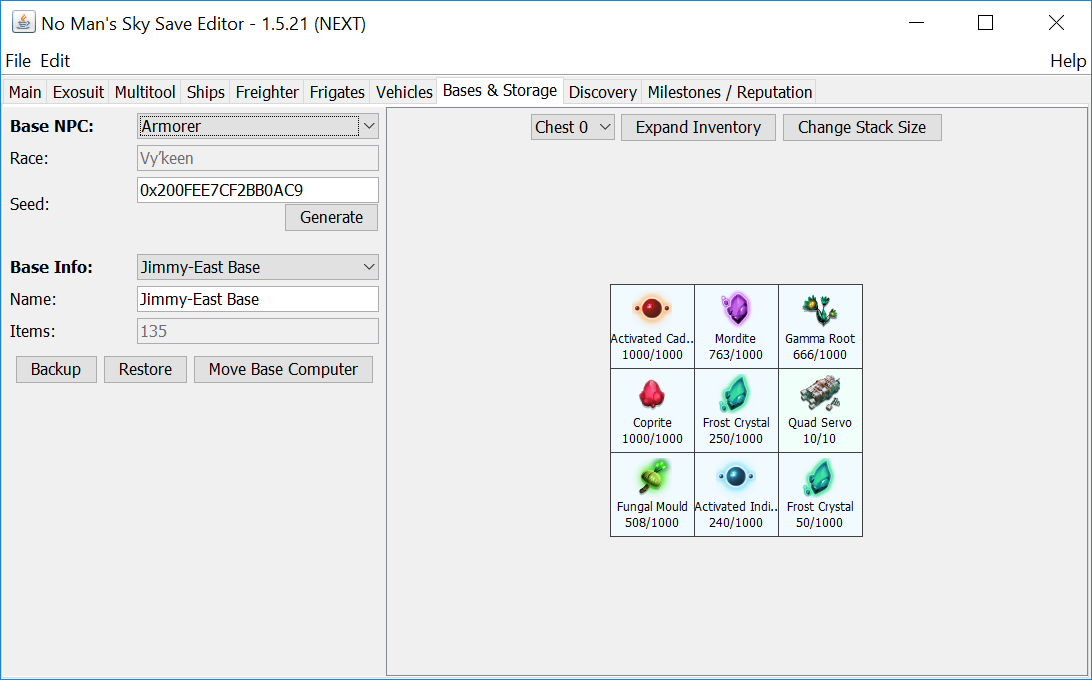 No Man's Sky Save Editor - 1.5.21 (NEXT)
File Edit Help
Main Exosuit Multitool Ships Freighter Frigates Vehicles Bases & Storage Discovery Milestones / Reputation
Base NPC: Armorer
Race: Vy'keen
Seed: 0x200FEE7CF2BB0AC9
Generate
Base Info: Jimmy-East Base
Name: Jimmy-East Base
Items: 135
Backup Restore Move Base Computer
Chest 0 Expand Inventory Change Stack Size
Activated Cad.. Mordite Gamma Root
1000/1000 763/1000 666/1000
Coprite Frost Crystal Quad Servo
1000/1000 250/1000 10/10
Fungal Mould Activated Indi.. Frost Crystal
508/1000 240/1000 50/1000